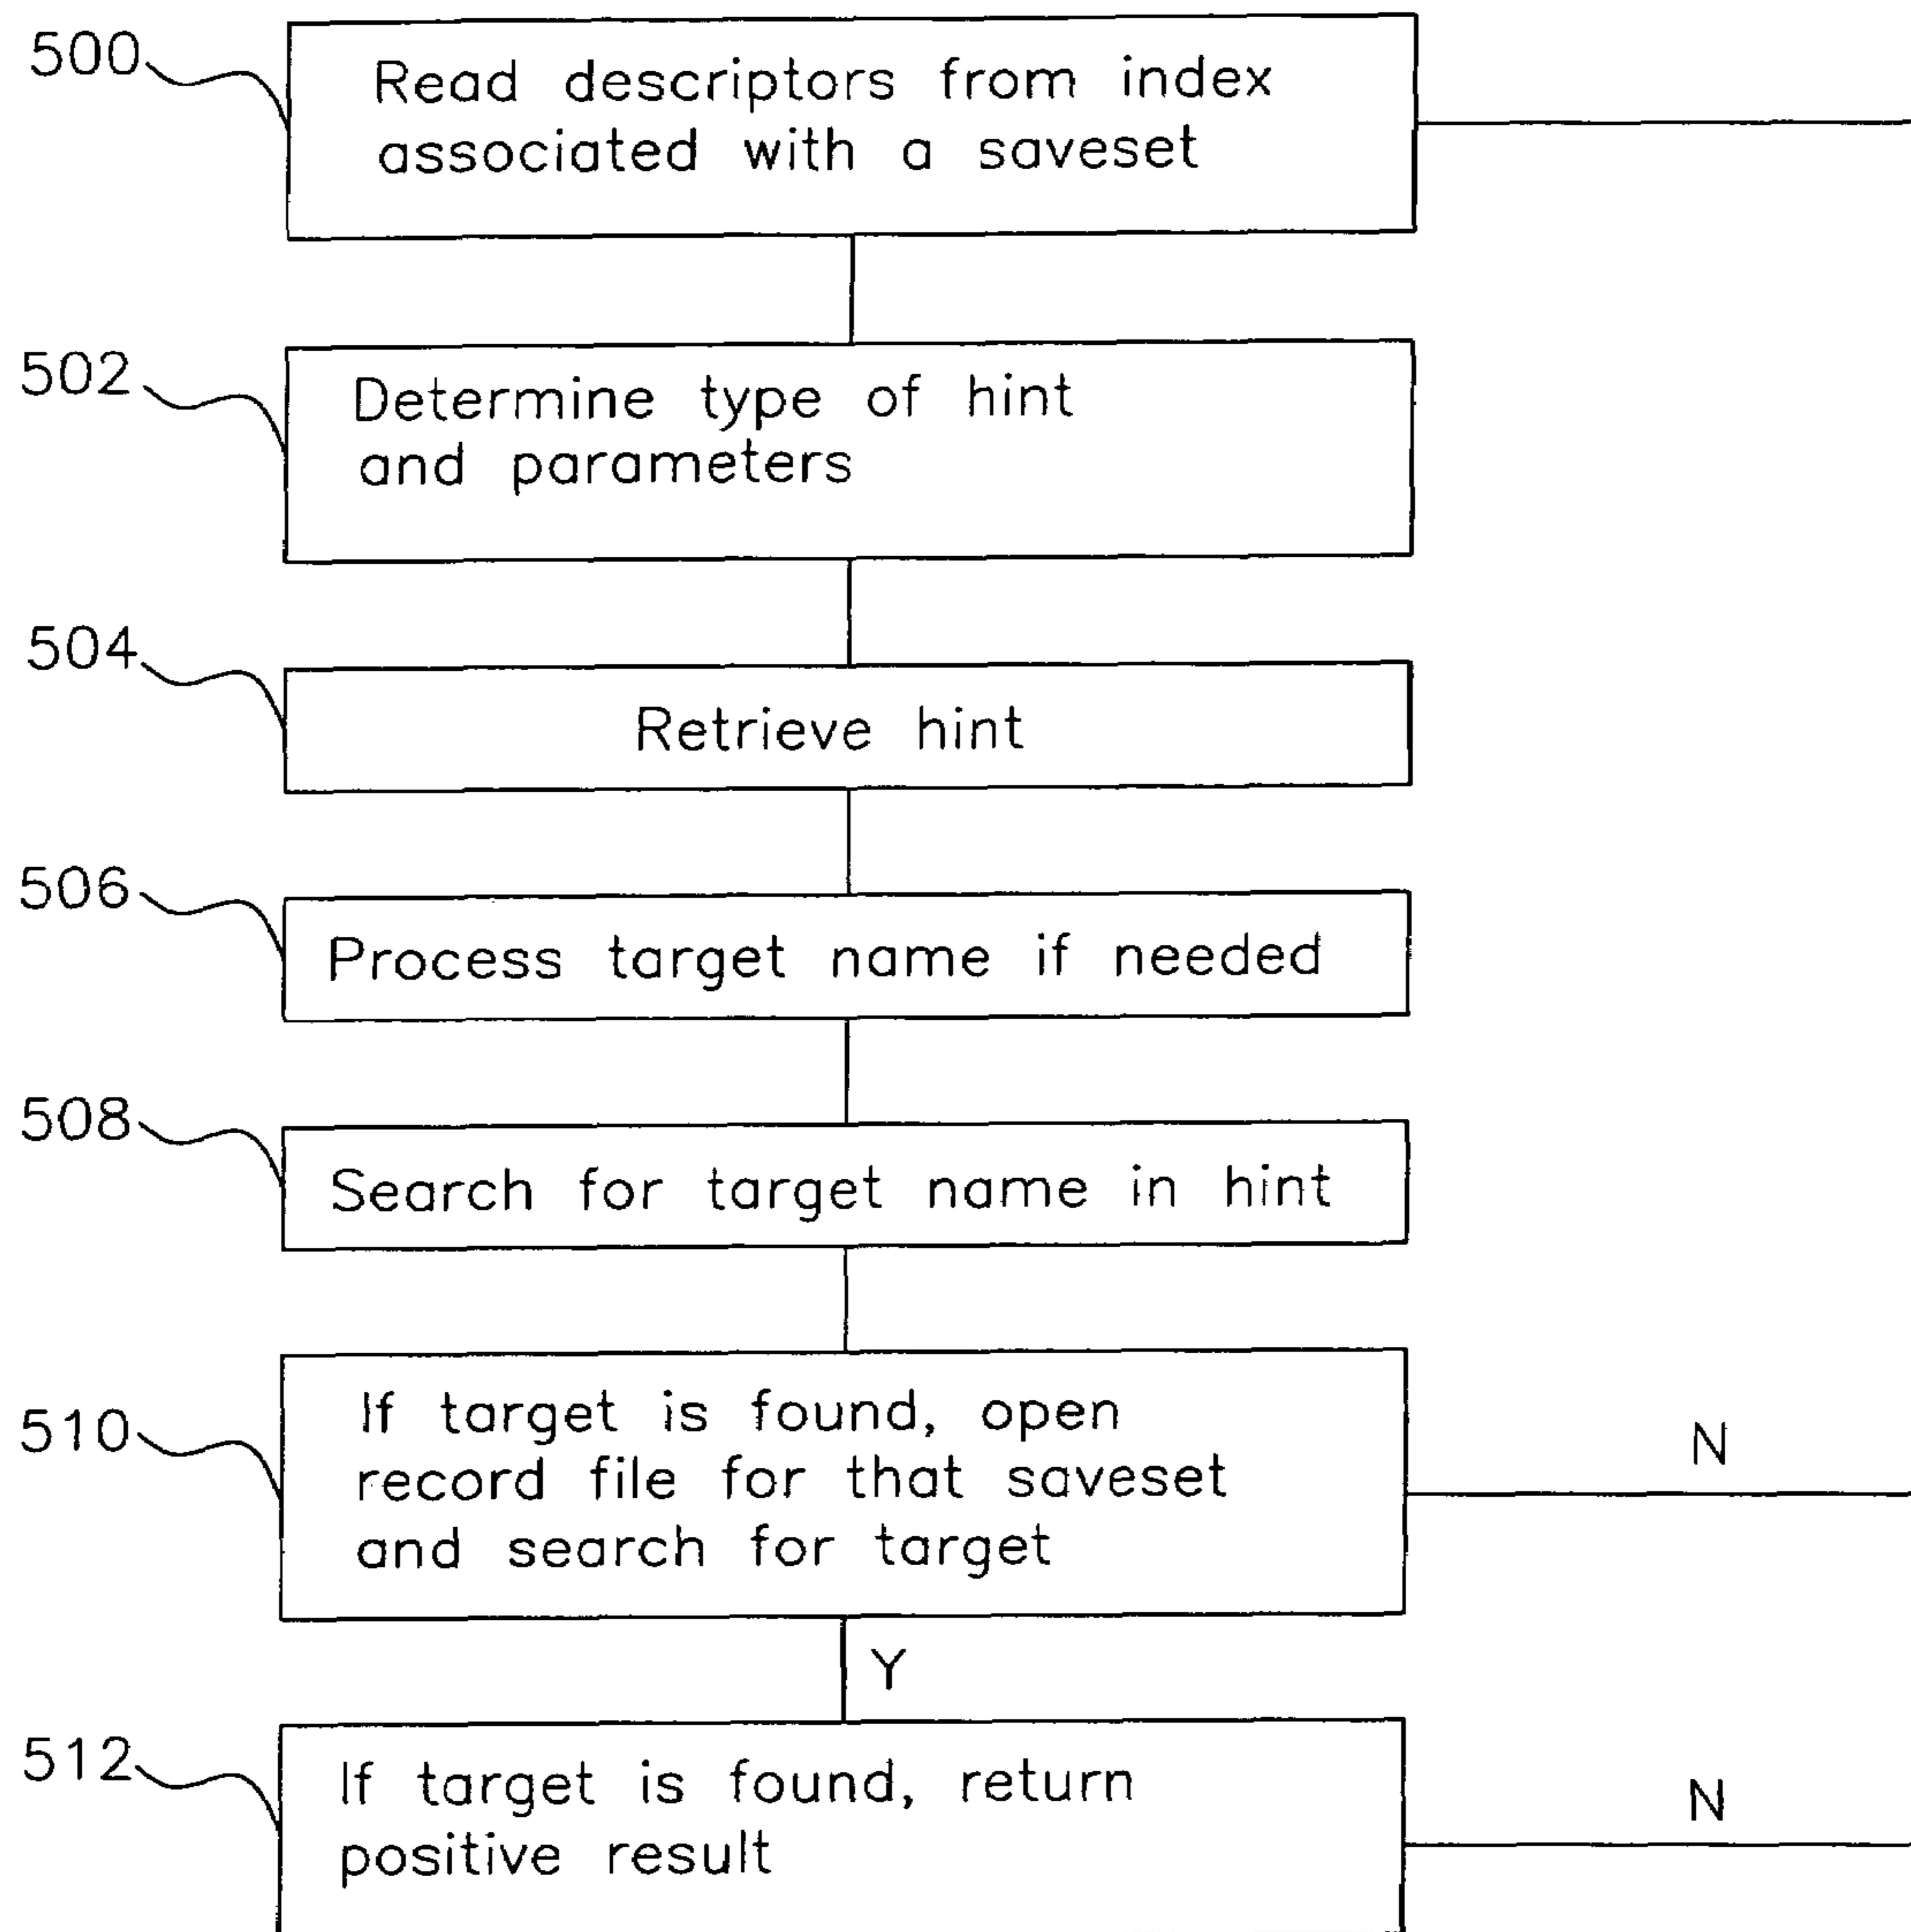 500
Read descriptors from index
associated with a saveset
502
Determine type of hint
and parameters
504
Retrieve hint
506
Process target name if needed
508
Search for target name in hint
510
If target is found, open
record file for that saveset
and search for target
N
Y
512
If target is found, return
positive result
N